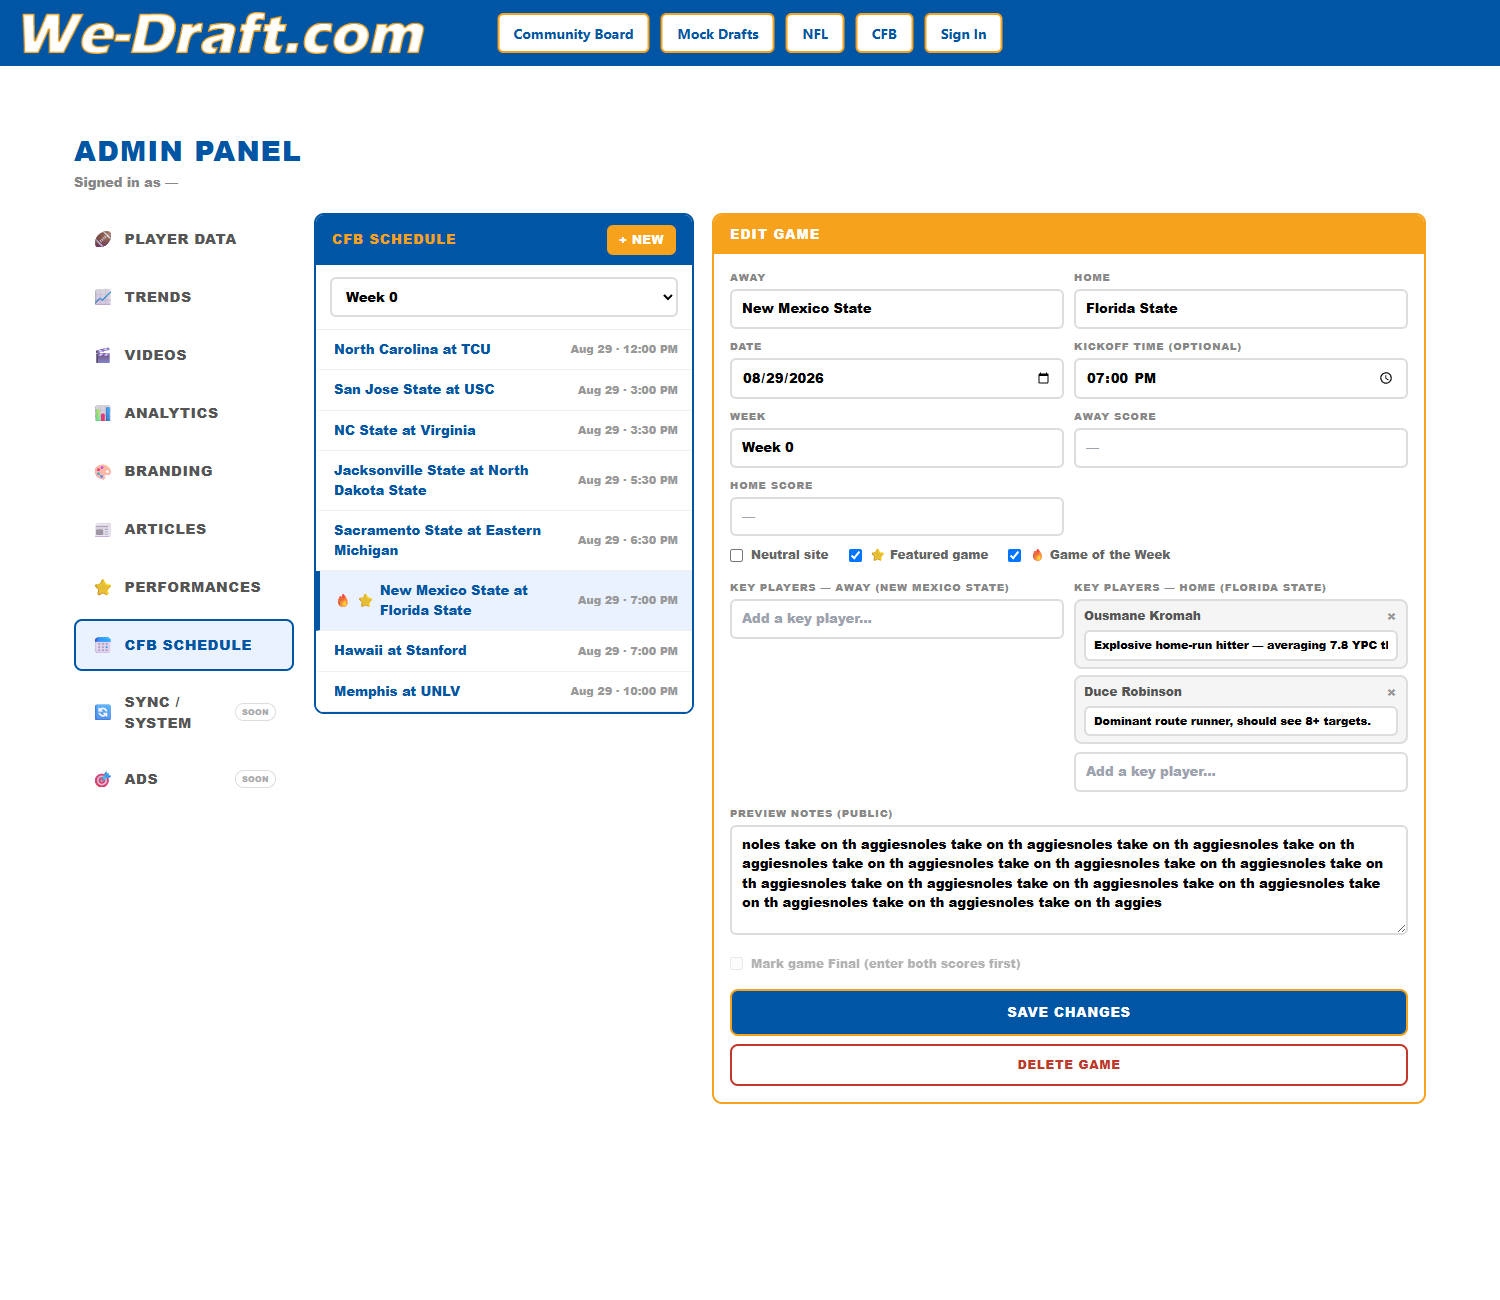 We-Draft.com
Community Board
Mock Drafts
NFL
CFB
Sign In
ADMIN PANEL
Signed in as —
PLAYER DATA
TRENDS
VIDEOS
ANALYTICS
BRANDING
ARTICLES
PERFORMANCES
CFB SCHEDULE
SYNC /
SYSTEM
SOON
ADS
SOON
CFB SCHEDULE
+ NEW
Week 0
North Carolina at TCU
Aug 29 · 12:00 PM
San Jose State at USC
Aug 29 · 3:00 PM
NC State at Virginia
Aug 29 · 3:30 PM
Jacksonville State at North
Dakota State
Aug 29 · 5:30 PM
Sacramento State at Eastern
Michigan
Aug 29 · 6:30 PM
New Mexico State at
Florida State
Aug 29 · 7:00 PM
Hawaii at Stanford
Aug 29 · 7:00 PM
Memphis at UNLV
Aug 29 · 10:00 PM
EDIT GAME
AWAY
New Mexico State
HOME
Florida State
DATE
08/29/2026
KICKOFF TIME (OPTIONAL)
07:00 PM
WEEK
Week 0
AWAY SCORE
—
HOME SCORE
—
Neutral site
Featured game
Game of the Week
KEY PLAYERS — AWAY (NEW MEXICO STATE)
Add a key player...
KEY PLAYERS — HOME (FLORIDA STATE)
Ousmane Kromah
×
Explosive home-run hitter — averaging 7.8 YPC
Duce Robinson
×
Dominant route runner, should see 8+ targets.
Add a key player...
PREVIEW NOTES (PUBLIC)
noles take on th aggiesnoles take on th aggiesnoles take on th aggiesnoles take on th
aggiesnoles take on th aggiesnoles take on th aggiesnoles take on th aggiesnoles take on
th aggiesnoles take on th aggiesnoles take on th aggiesnoles take on th aggiesnoles take
on th aggiesnoles take on th aggiesnoles take on th aggies
Mark game Final (enter both scores first)
SAVE CHANGES
DELETE GAME